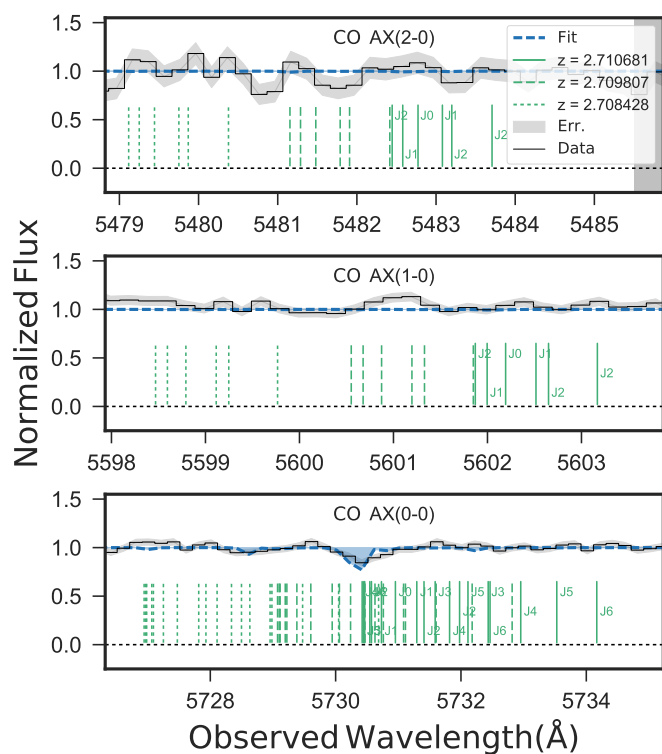 CO AX(2-0)
Fit
z = 2.710681
z = 2.709807
z = 2.708428
Err.
Data
1.5
1.0
0.5
0.0
J2
J0
J1
J2
J1
J2
5479
5480
5481
5482
5483
5484
5485
CO AX(1-0)
1.5
1.0
0.5
0.0
J2
J0
J1
J2
J1
J2
5598
5599
5600
5601
5602
5603
CO AX(0-0)
1.5
1.0
0.5
0.0
J0
J1
J3
J5
J3
J2
J4
J5
J6
J1
J2
J4
J6
5728
5730
5732
5734
Normalized Flux
Observed Wavelength(Å)